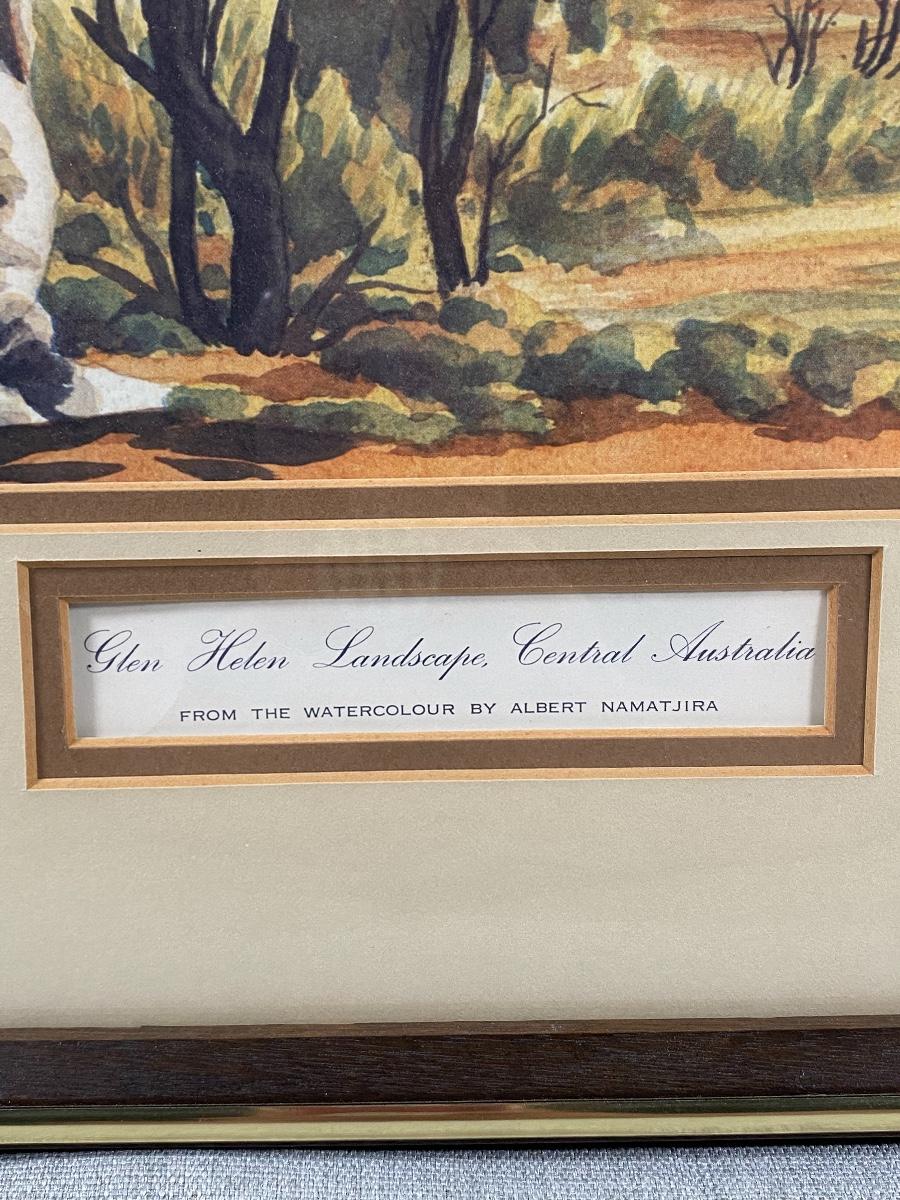 Glen Helen Landscape, Central Australia
FROM THE WATERCOLOUR BY ALBERT NAMATJIRA